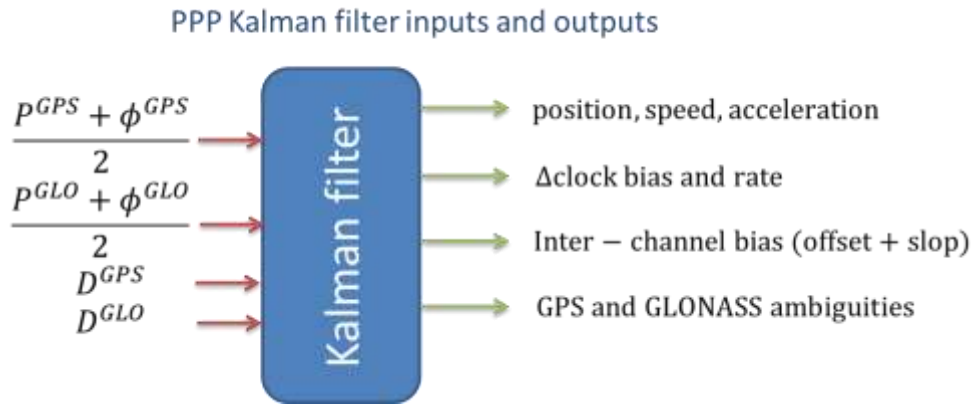 PPP Kalman filter inputs and outputs
P^GPS + ϕ^GPS
2
P^GLO + ϕ^GLO
2
D^GPS
D^GLO
Kalman filter
position, speed, acceleration
Δclock bias and rate
Inter − channel bias (offset + slop)
GPS and GLONASS ambiguities